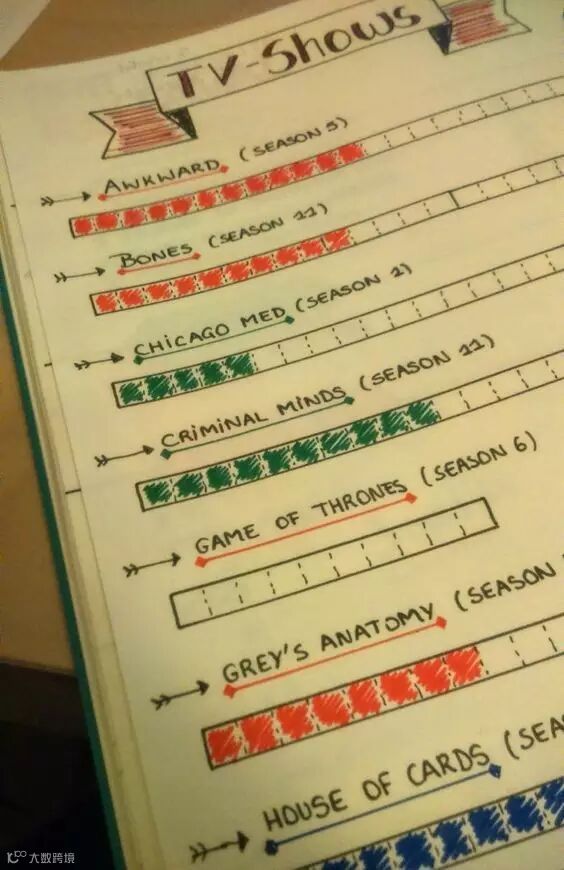 TV-Shows
AWKWARD (SEASON 5)
BONES (SEASON 11)
CHICAGO MED (SEASON 1)
CRIMINAL MINDS (SEASON 11)
GAME OF THRONES (SEASON 6)
GREY'S ANATOMY (SEASON
HOUSE OF CARDS (SEA
大数跨境